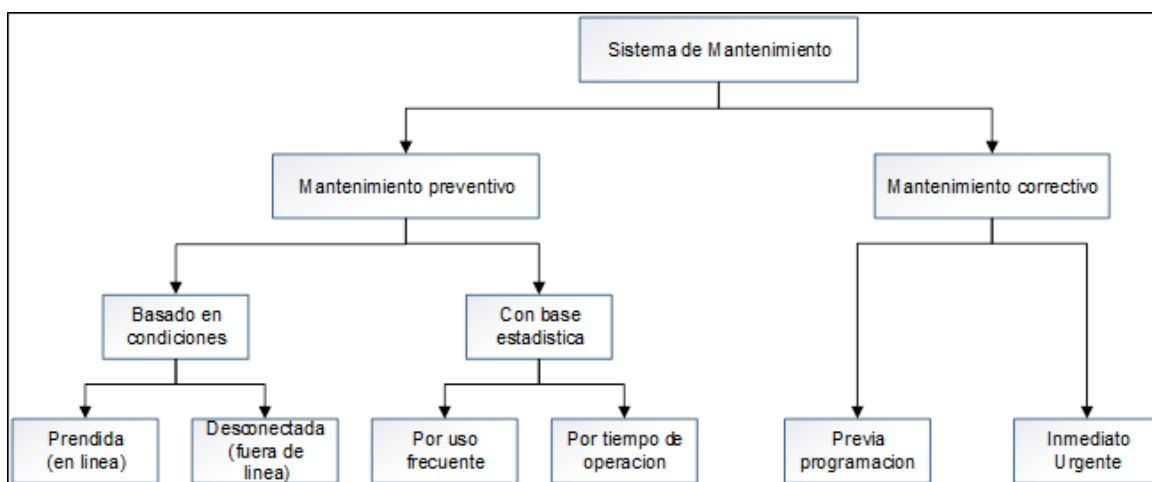 Sistema de Mantenimiento
Mantenimiento preventivo
Mantenimiento correctivo
Basado en
condiciones
Con base
estadistica
Prendida
(en linea)
Desconectada
(fuera de
linea)
Por uso
frecuente
Por tiempo de
operacion
Previa
programacion
Inmediato
Urgente